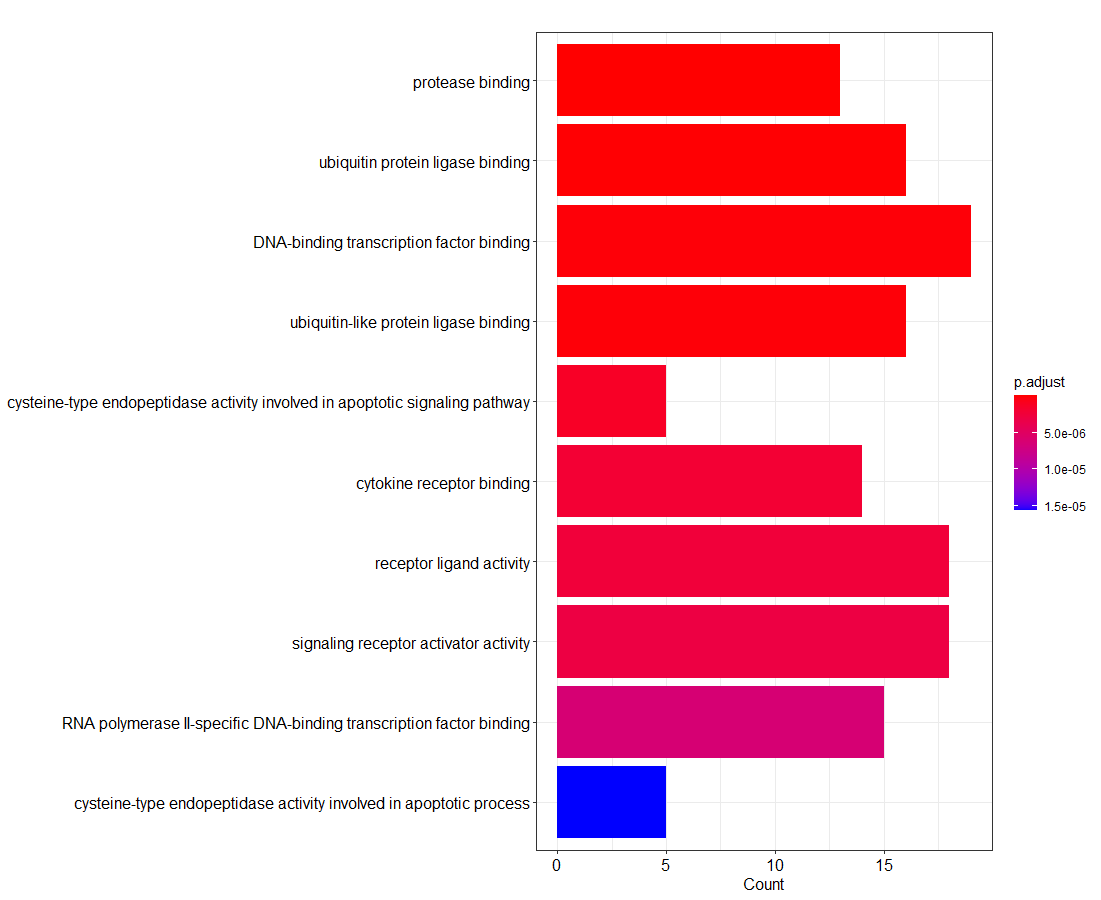 protease binding
ubiquitin protein ligase binding
DNA-binding transcription factor binding
ubiquitin-like protein ligase binding
cysteine-type endopeptidase activity involved in apoptotic signaling pathway
cytokine receptor binding
receptor ligand activity
signaling receptor activator activity
RNA polymerase II-specific DNA-binding transcription factor binding
cysteine-type endopeptidase activity involved in apoptotic process
0 5 10 15
Count
p.adjust
5.0e-06
1.0e-05
1.5e-05